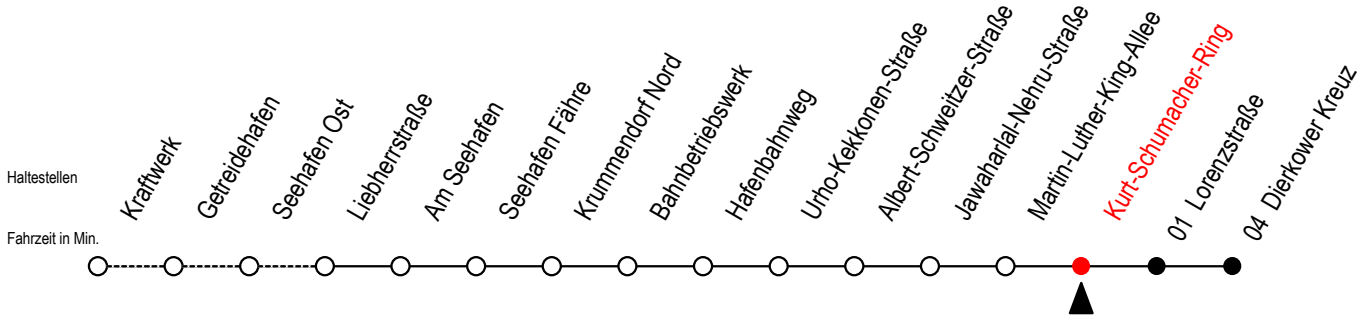 Haltestellen
Kraftwerk
Getreidehafen
Seehafen Ost
Liebherrstraße
Am Seehafen
Seehafen Fähre
Krummendorf Nord
Bahnbetriebswerk
Hafenbahnweg
Urho-Kekkonen-Straße
Albert-Schweitzer-Straße
Jawaharlal-Nehru-Straße
Martin-Luther-King-Allee
Kurt-Schumacher-Ring
01 Lorenzstraße
04 Dierkower Kreuz
Fahrzeit in Min.